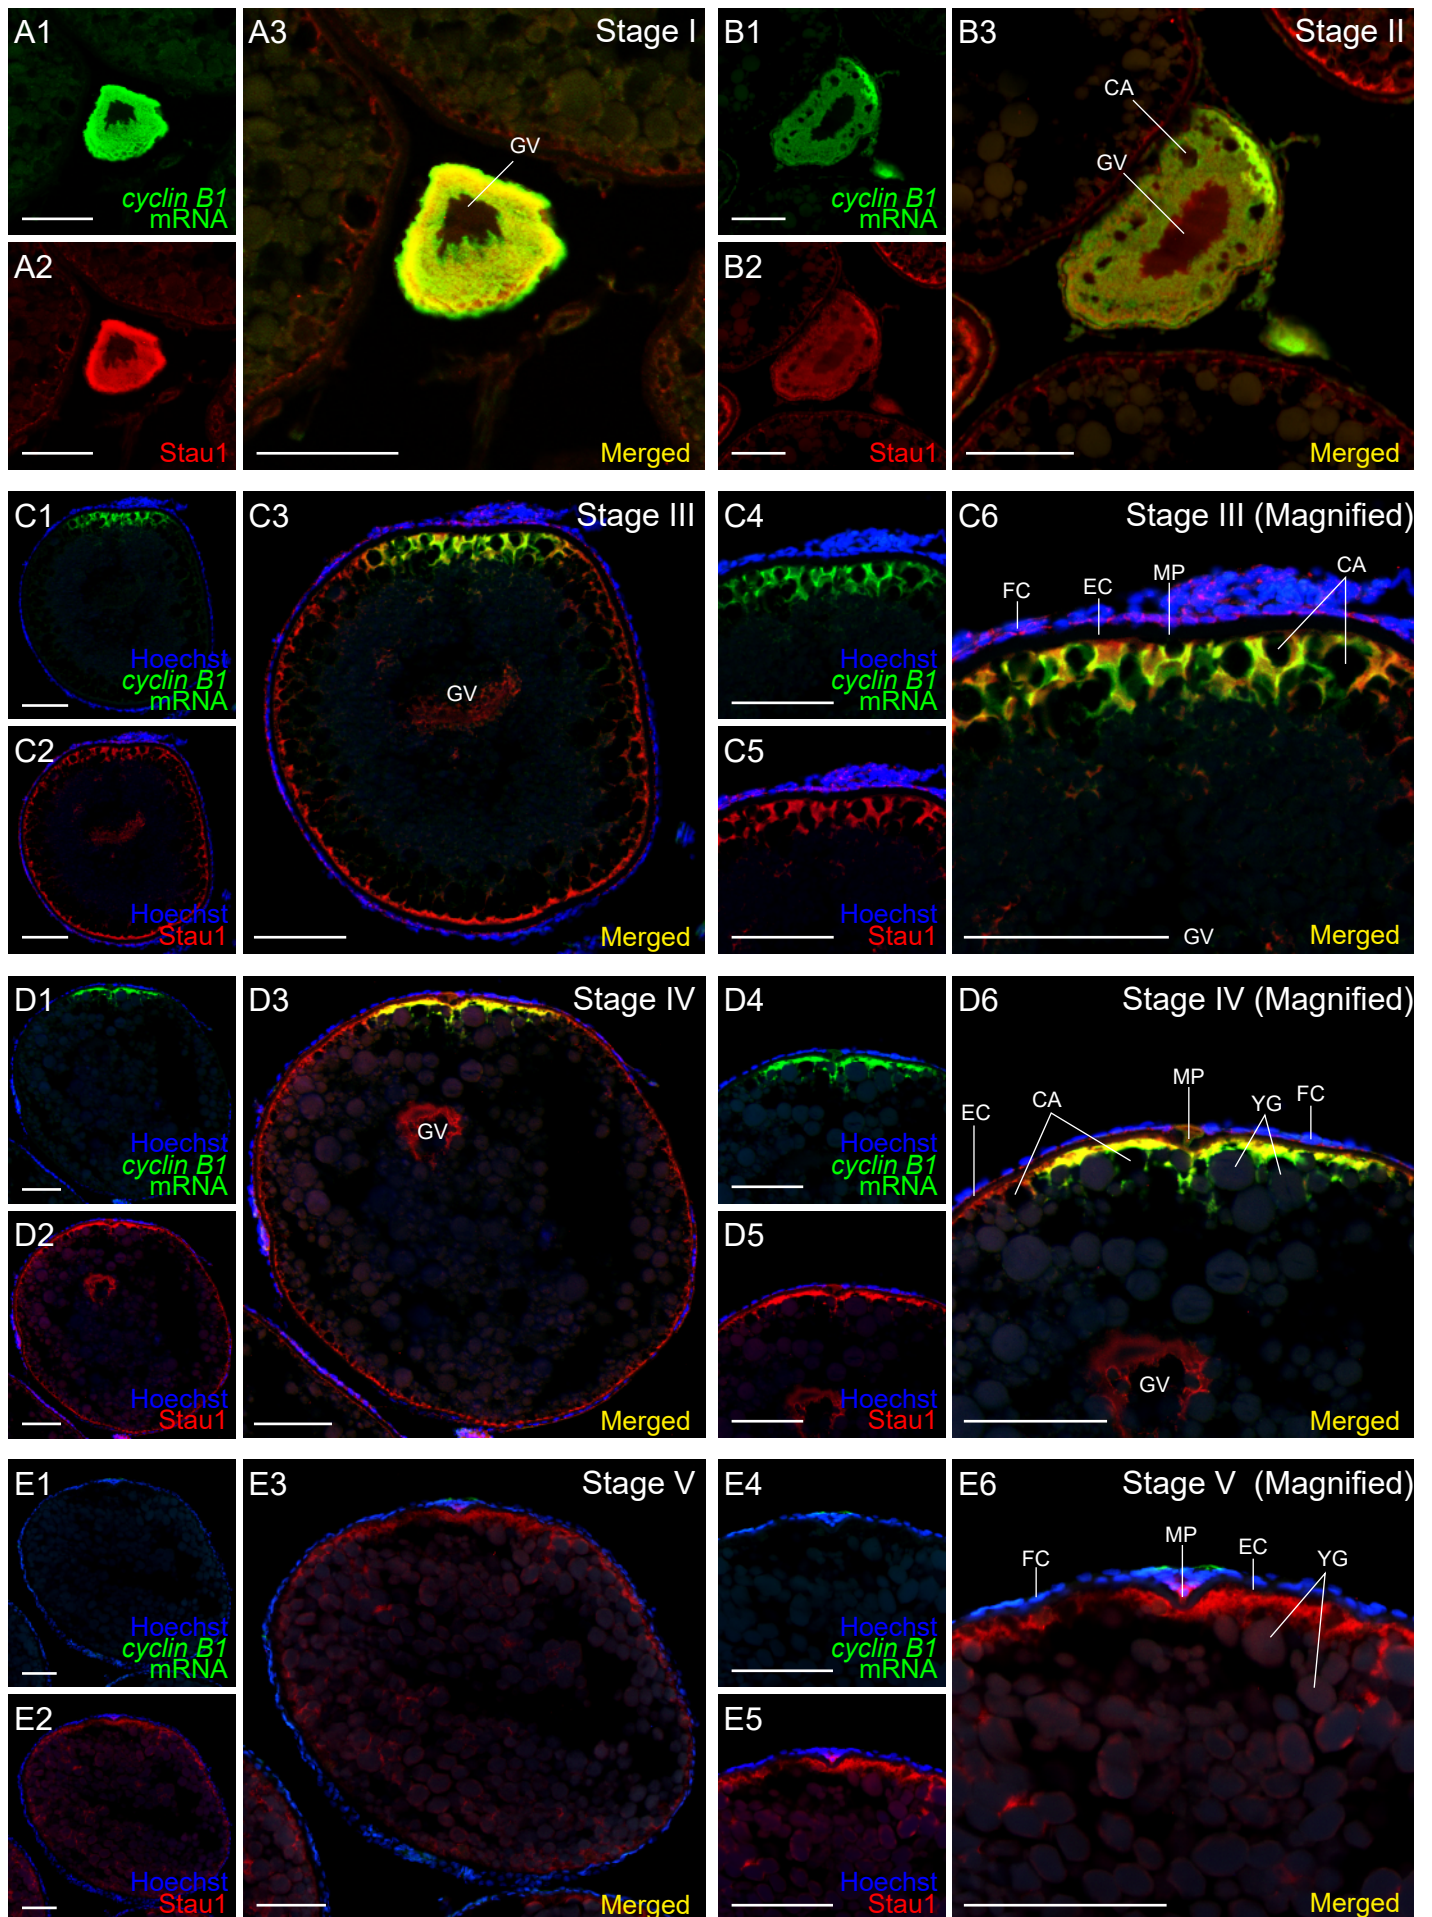 A1
cyclin B1
mRNA
A2
Stau1
A3
Stage I
GV
Merged
B1
cyclin B1
mRNA
B2
Stau1
B3
Stage II
CA
GV
Merged
C1
Hoechst
cyclin B1
mRNA
C2
Hoechst
Stau1
C3
Stage III
GV
Merged
C4
Hoechst
cyclin B1
mRNA
C5
Hoechst
Stau1
C6
Stage III (Magnified)
FC EC MP CA
GV
Merged
D1
Hoechst
cyclin B1
mRNA
D2
Hoechst
Stau1
D3
Stage IV
GV
Merged
D4
Hoechst
cyclin B1
mRNA
D5
Hoechst
Stau1
D6
Stage IV (Magnified)
EC CA MP YG FC
GV
Merged
E1
Hoechst
cyclin B1
mRNA
E2
Hoechst
Stau1
E3
Stage V
Merged
E4
Hoechst
cyclin B1
mRNA
E5
Hoechst
Stau1
E6
Stage V (Magnified)
FC MP EC YG
Merged